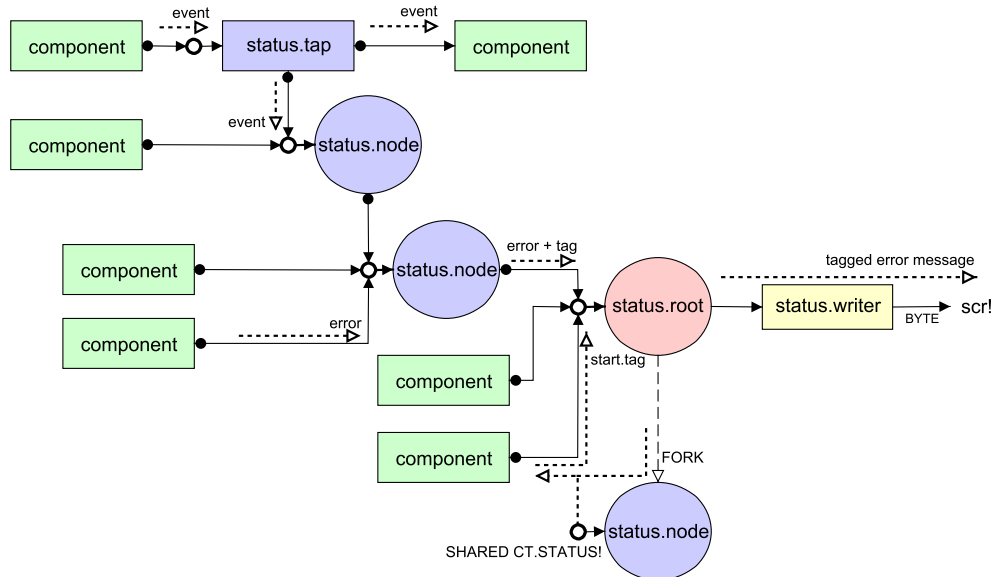 event
event
component
status.tap
component
event
component
status.node
error + tag
component
status.node
tagged error message
status.root
status.writer
scr!
BYTE
error
component
start.tag
component
component
FORK
status.node
SHARED CT.STATUS!